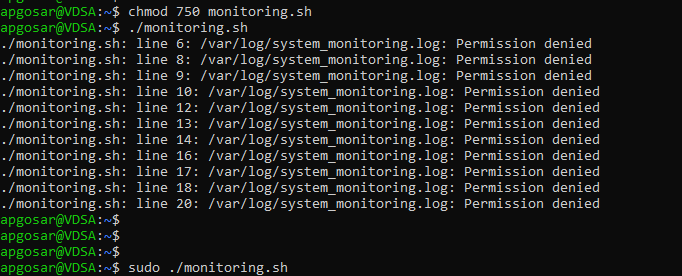 apgosar@VDSA:~$ chmod 750 monitoring.sh
apgosar@VDSA:~$ ./monitoring.sh
./monitoring.sh: line 6: /var/log/system_monitoring.log: Permission denied
./monitoring.sh: line 8: /var/log/system_monitoring.log: Permission denied
./monitoring.sh: line 9: /var/log/system_monitoring.log: Permission denied
./monitoring.sh: line 10: /var/log/system_monitoring.log: Permission denied
./monitoring.sh: line 12: /var/log/system_monitoring.log: Permission denied
./monitoring.sh: line 13: /var/log/system_monitoring.log: Permission denied
./monitoring.sh: line 14: /var/log/system_monitoring.log: Permission denied
./monitoring.sh: line 16: /var/log/system_monitoring.log: Permission denied
./monitoring.sh: line 17: /var/log/system_monitoring.log: Permission denied
./monitoring.sh: line 18: /var/log/system_monitoring.log: Permission denied
./monitoring.sh: line 20: /var/log/system_monitoring.log: Permission denied
apgosar@VDSA:~$
apgosar@VDSA:~$
apgosar@VDSA:~$
apgosar@VDSA:~$ sudo ./monitoring.sh